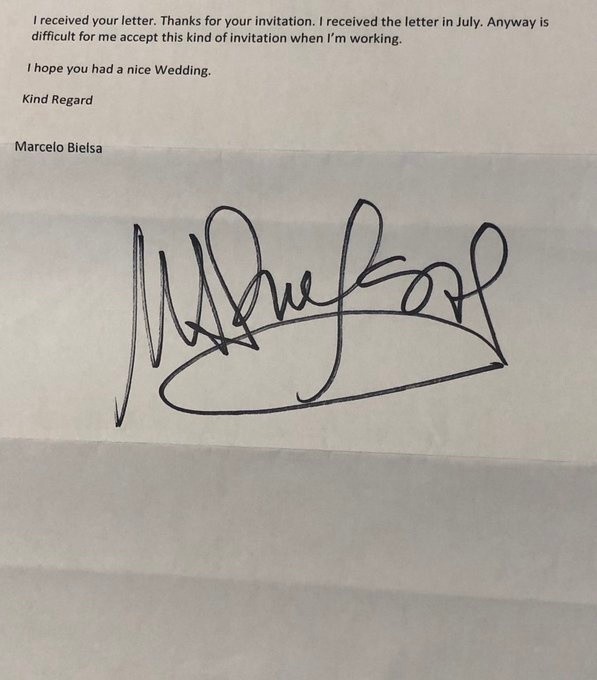 I received your letter. Thanks for your invitation. I received the letter in July. Anyway is
difficult for me accept this kind of invitation when I'm working.
I hope you had a nice Wedding.
Kind Regard
Marcelo Bielsa